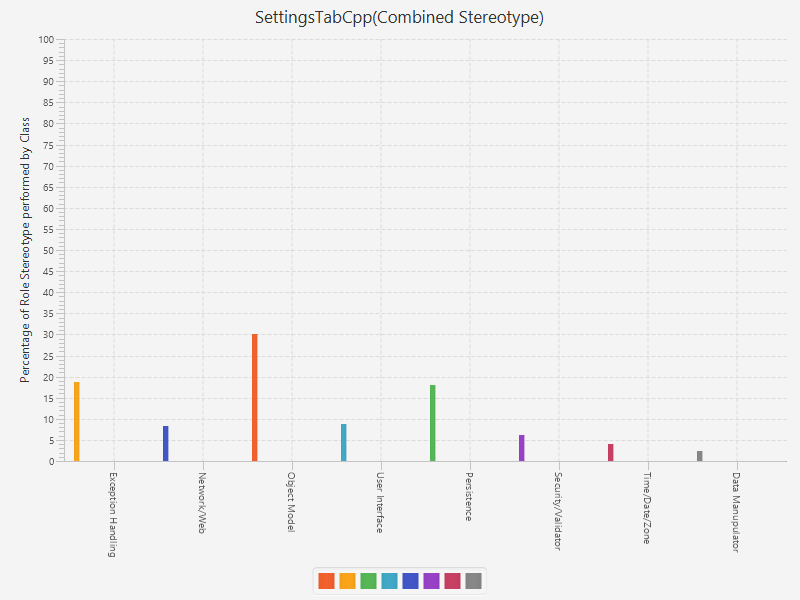 SettingsTabCpp(Combined Stereotype)
Percentage of Role Stereotype performed by Class
100
95
90
85
80
75
70
65
60
55
50
45
40
35
30
25
20
15
10
5
0
Exception Handling
Network/Web
Object Model
User Interface
Persistence
Security/Validator
Time/Date/Zone
Data Manupulator